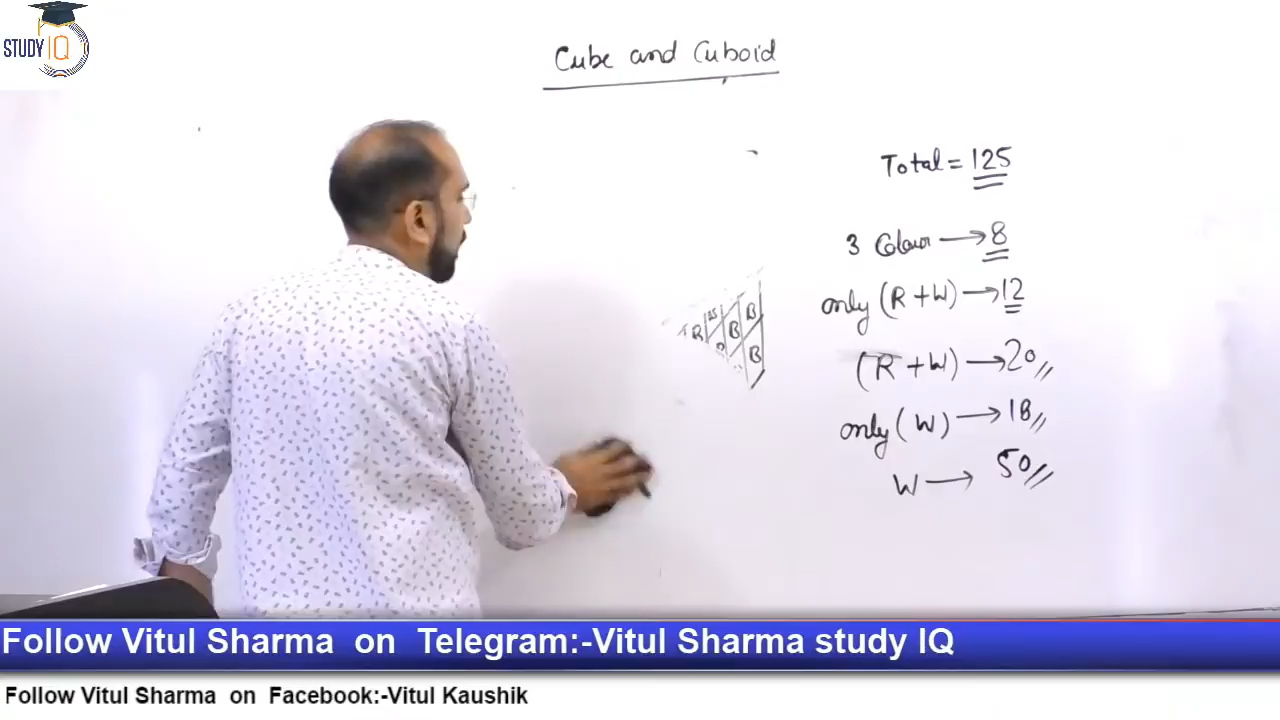 STUDY IQ
Cube and Cuboid
Total = 125
3 Colour → 8
only (R + W) → 12
(R + W) → 20
only (W) → 18
W → 50
R B
B
B
Follow Vitul Sharma on Telegram:-Vitul Sharma study IQ
Follow Vitul Sharma on Facebook:-Vitul Kaushik